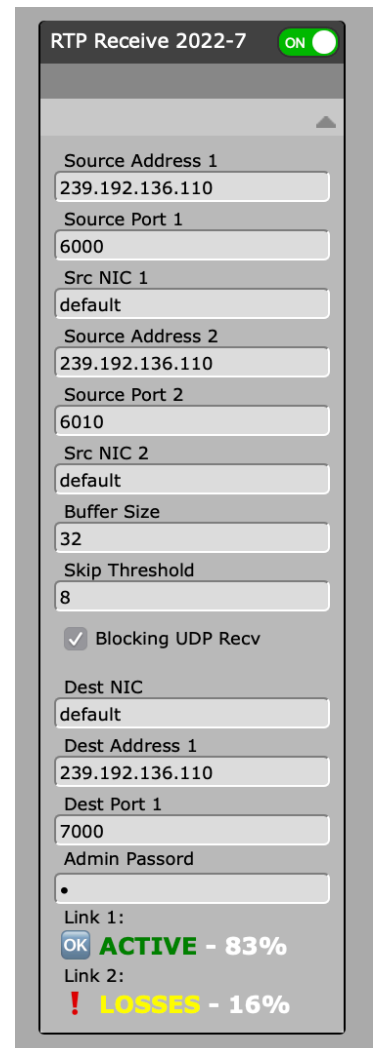 RTP Receive 2022-7 ON
Source Address 1
239.192.136.110
Source Port 1
6000
Src NIC 1
default
Source Address 2
239.192.136.110
Source Port 2
6010
Src NIC 2
default
Buffer Size
32
Skip Threshold
8
Blocking UDP Recv
Dest NIC
default
Dest Address 1
239.192.136.110
Dest Port 1
7000
Admin Passord
•
Link 1:
OK ACTIVE - 83%
Link 2:
❗ LOSSES - 16%